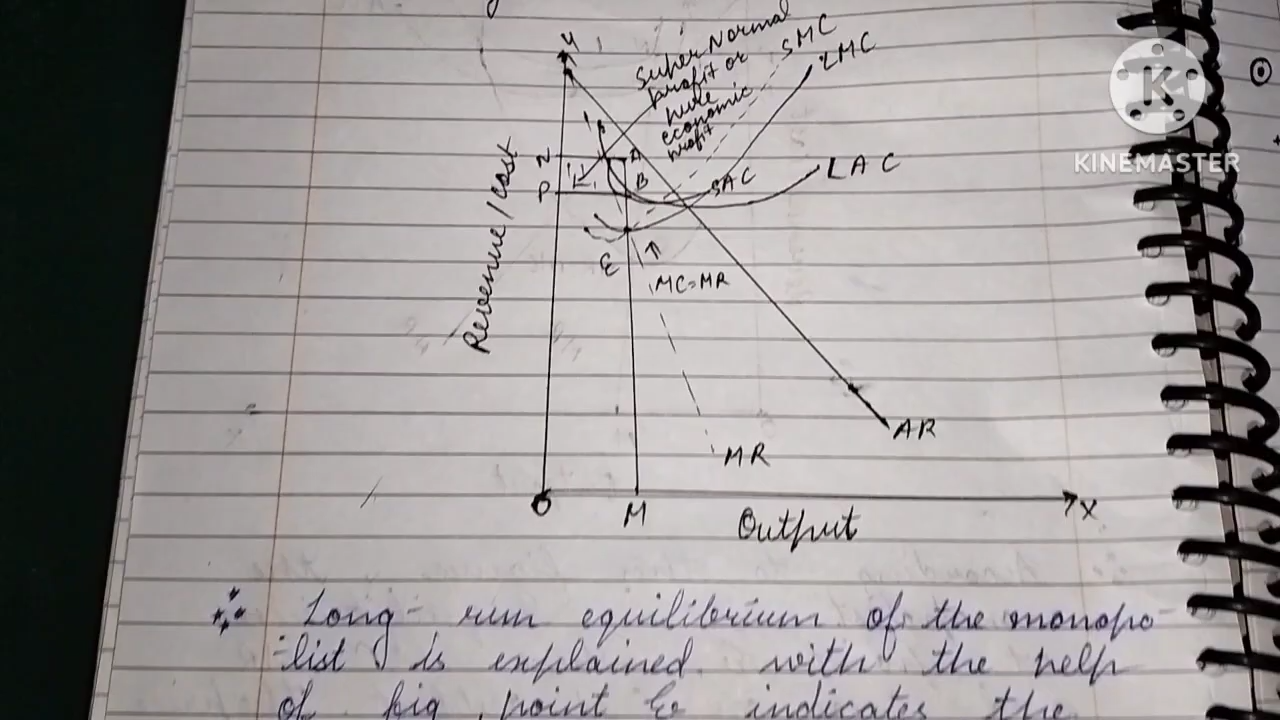 Y
Super Normal
profit or
pure
economic
profit
SMC
LMC
KINEMASTER
N
A
P
B
SAC
LAC
Revenue/cost
E
MC=MR
AR
MR
O
M
X
Output
Long-run equilibrium of the monopo-
-list is explained with the help
of fig, point E indicates the